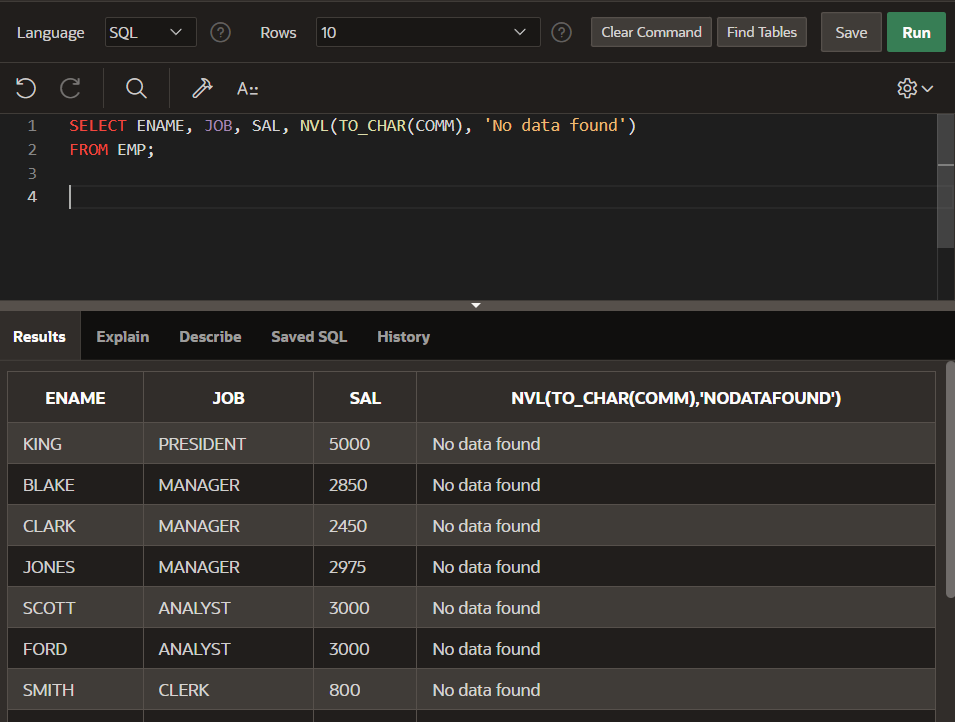 Language SQL ? Rows 10 ? Clear Command Find Tables Save Run
A::
1 SELECT ENAME, JOB, SAL, NVL(TO_CHAR(COMM), 'No data found')
2 FROM EMP;
3
4
Results Explain Describe Saved SQL History
ENAME JOB SAL NVL(TO_CHAR(COMM),'NODATAFOUND')
KING PRESIDENT 5000 No data found
BLAKE MANAGER 2850 No data found
CLARK MANAGER 2450 No data found
JONES MANAGER 2975 No data found
SCOTT ANALYST 3000 No data found
FORD ANALYST 3000 No data found
SMITH CLERK 800 No data found